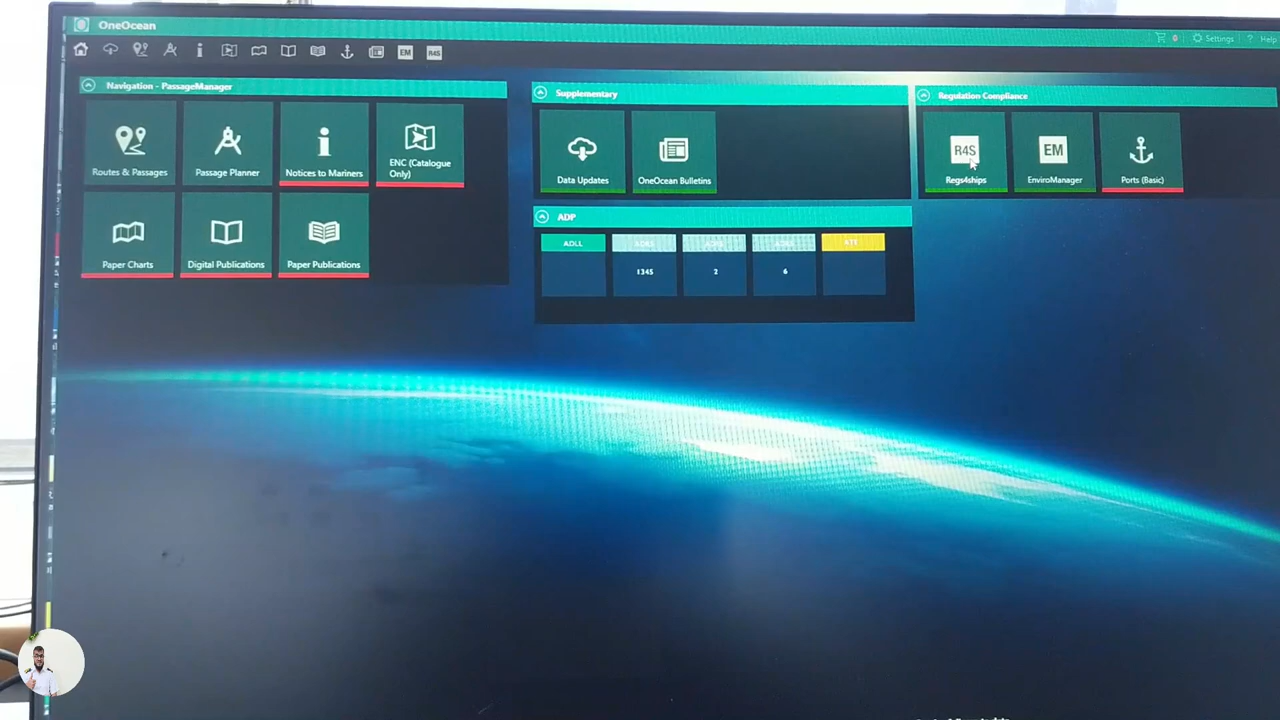 OneOcean
Settings
? Help
EM
R4S
Navigation - PassageManager
Routes & Passages
Passage Planner
Notices to Mariners
ENC (Catalogue
Only)
Paper Charts
Digital Publications
Paper Publications
Supplementary
Data Updates
OneOcean Bulletins
ADP
ADLL
1345
2
6
Regulation Compliance
R4S
Regs4ships
EM
EnviroManager
Ports (Basic)